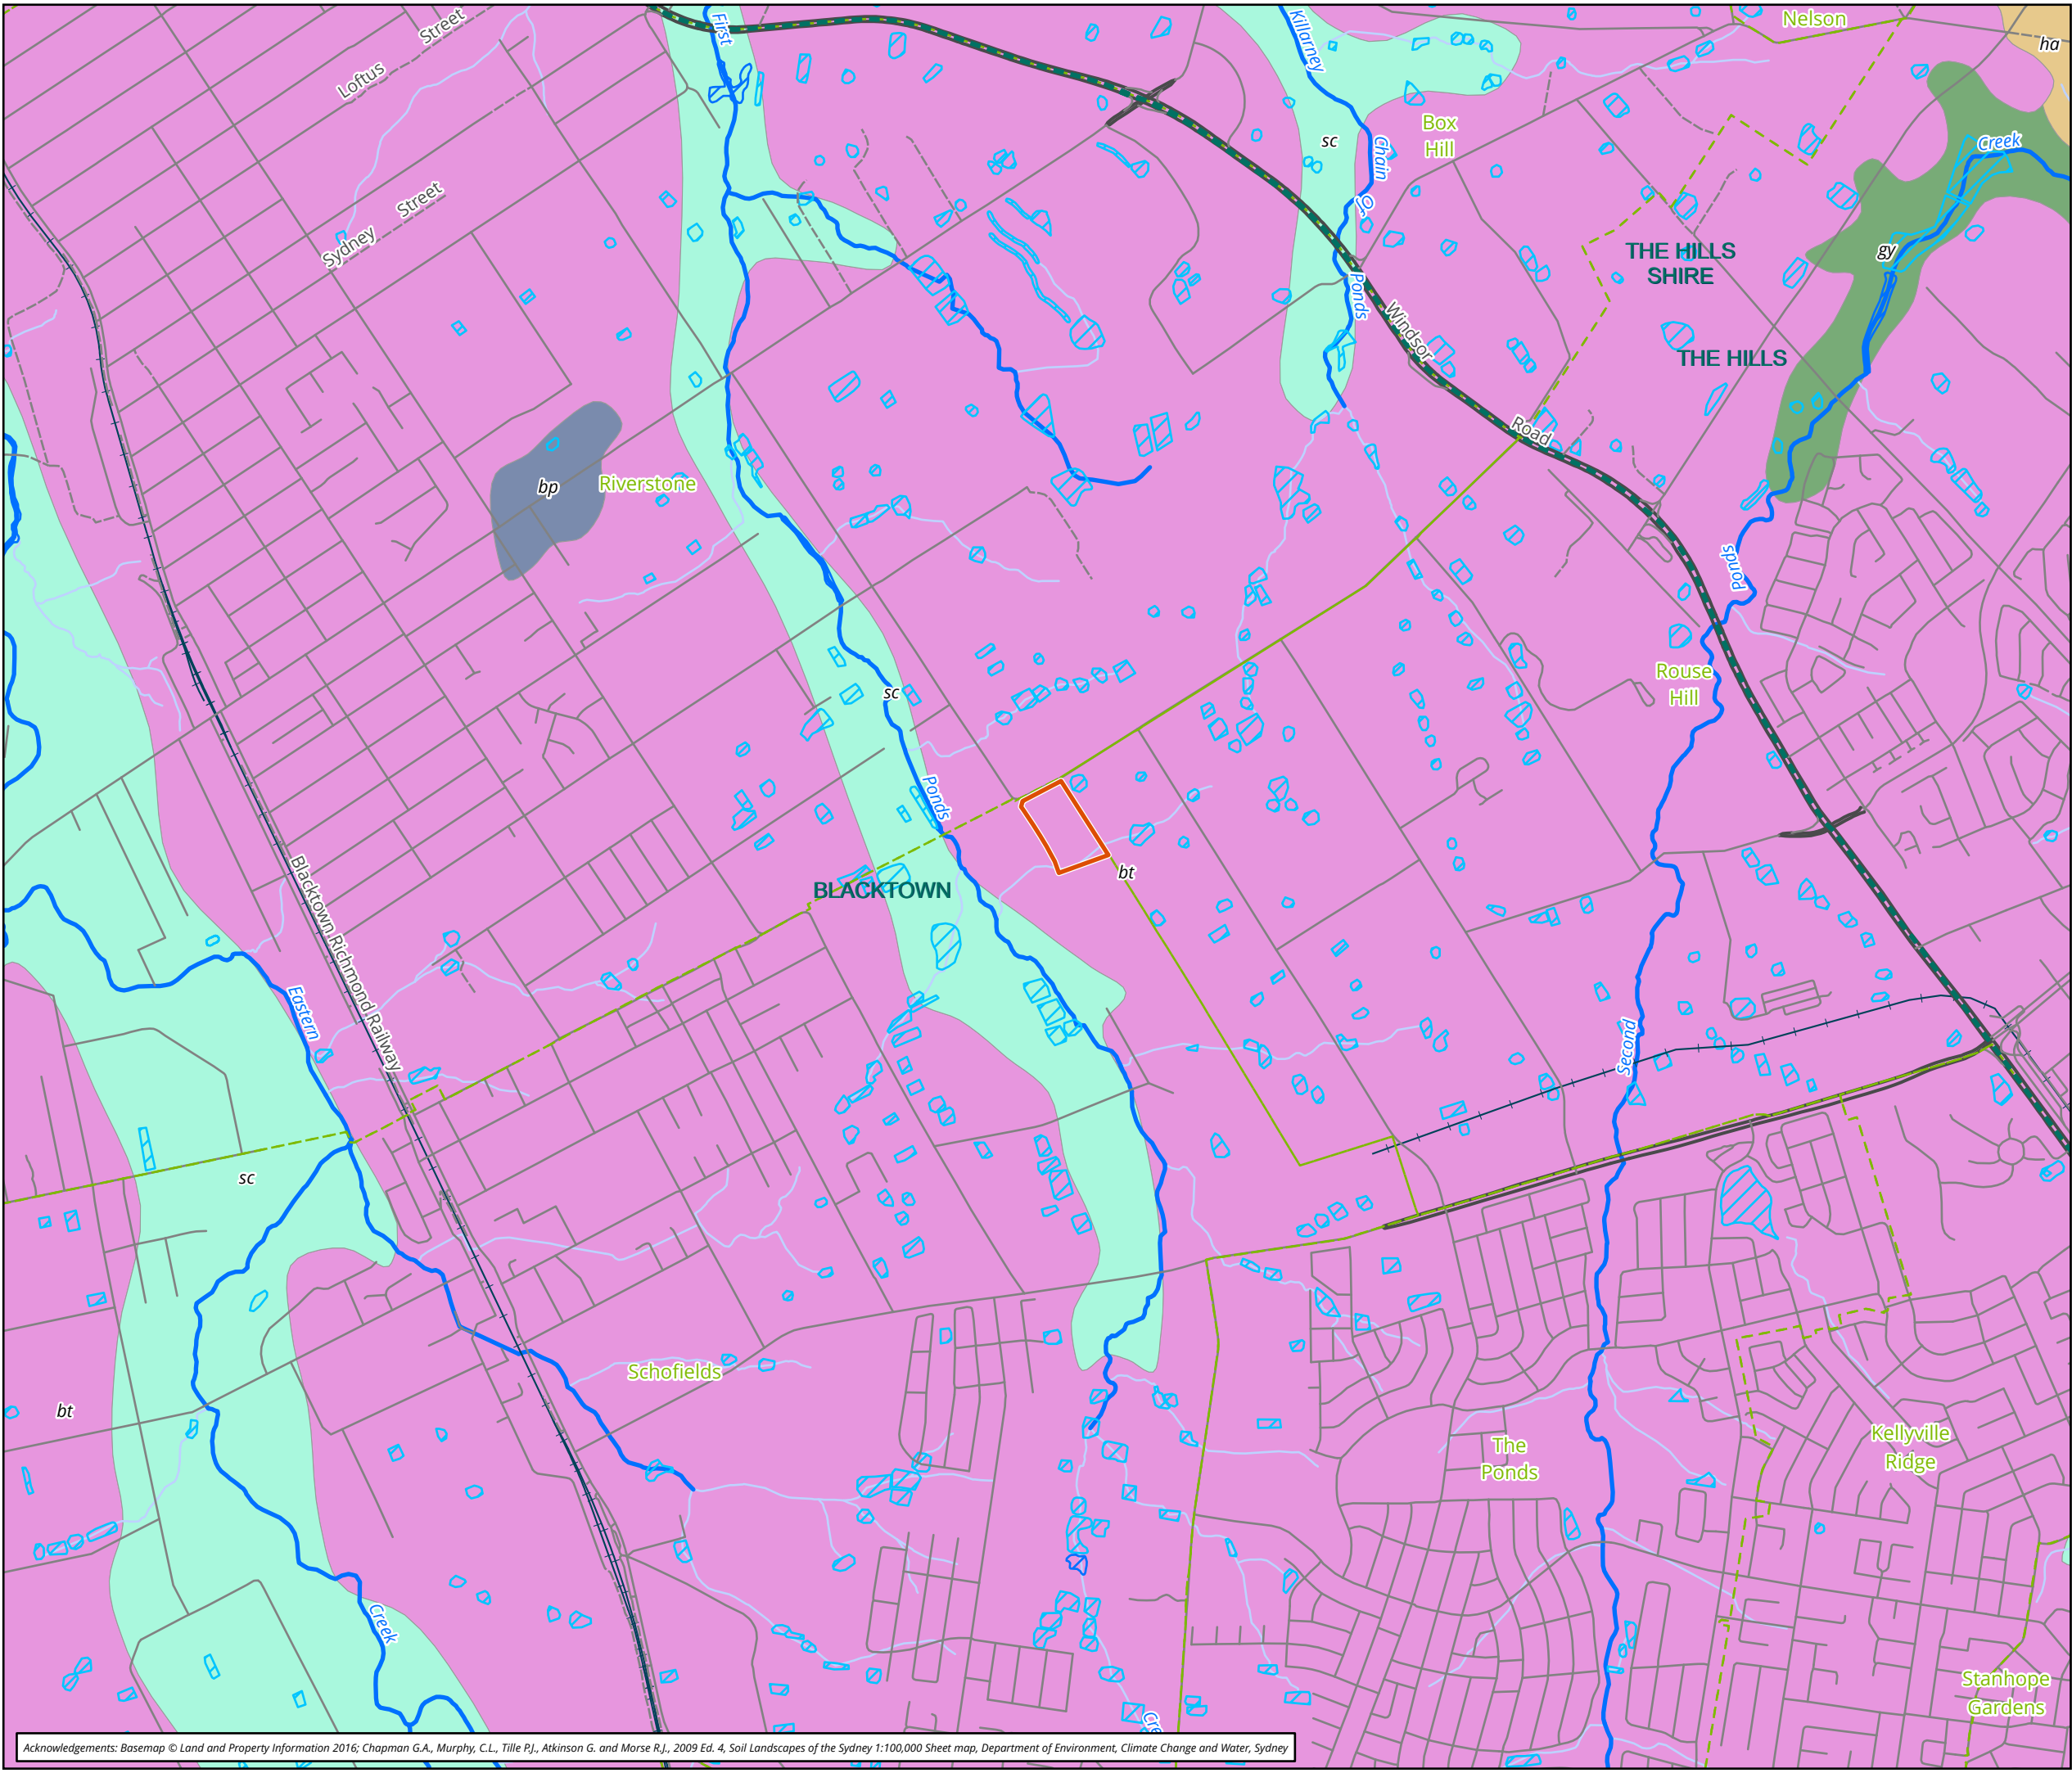 Street
Loftus
First
Killarney
Nelson
ha
Box
Hill
sc
Chain
Of
Creek
Street
Sydney
THE HILLS
SHIRE
gy
Ponds
Windsor
THE HILLS
Road
bp
Riverstone
Ponds
Rouse
Hill
sc
Ponds
bt
BLACKTOWN
Blacktown Richmond Railway
Eastern
Second
sc
Schofields
bt
The
Ponds
Kellyville
Ridge
Creek
Stanhope
Gardens
Cre
Acknowledgements: Basemap © Land and Property Information 2016; Chapman G.A., Murphy, C.L., Tille P.J., Atkinson G. and Morse R.J., 2009 Ed. 4, Soil Landscapes of the Sydney 1:100,000 Sheet map, Department of Environment, Climate Change and Water, Sydney